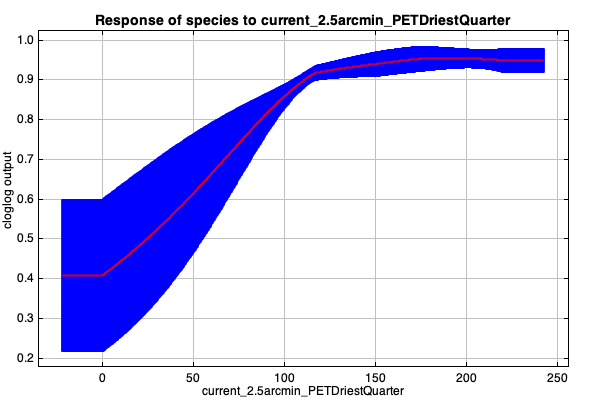 Response of species to current_2.5arcmin_PETDriestQuarter
1.0
0.9
0.8
0.7
0.6
0.5
0.4
0.3
0.2
cloglog output
0 50 100 150 200 250
current_2.5arcmin_PETDriestQuarter